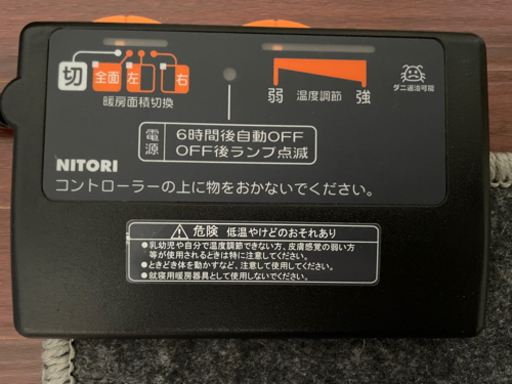 切
全面
左
右
暖房面積切換
弱
温度調節
強
ダニ退治可能
電源
6時間後自動OFF
OFF後ランプ点滅
NITORI
コントローラーの上に物をおかないでください。
危険 低温やけどのおそれあり
●乳幼児や自分で温度調節できない方、皮膚感覚の弱い方
等が使用されるときは特に注意してください。
●ときどき体を動かすなど、注意して使用してください。
●就寝用暖房器具として使用しないでください。